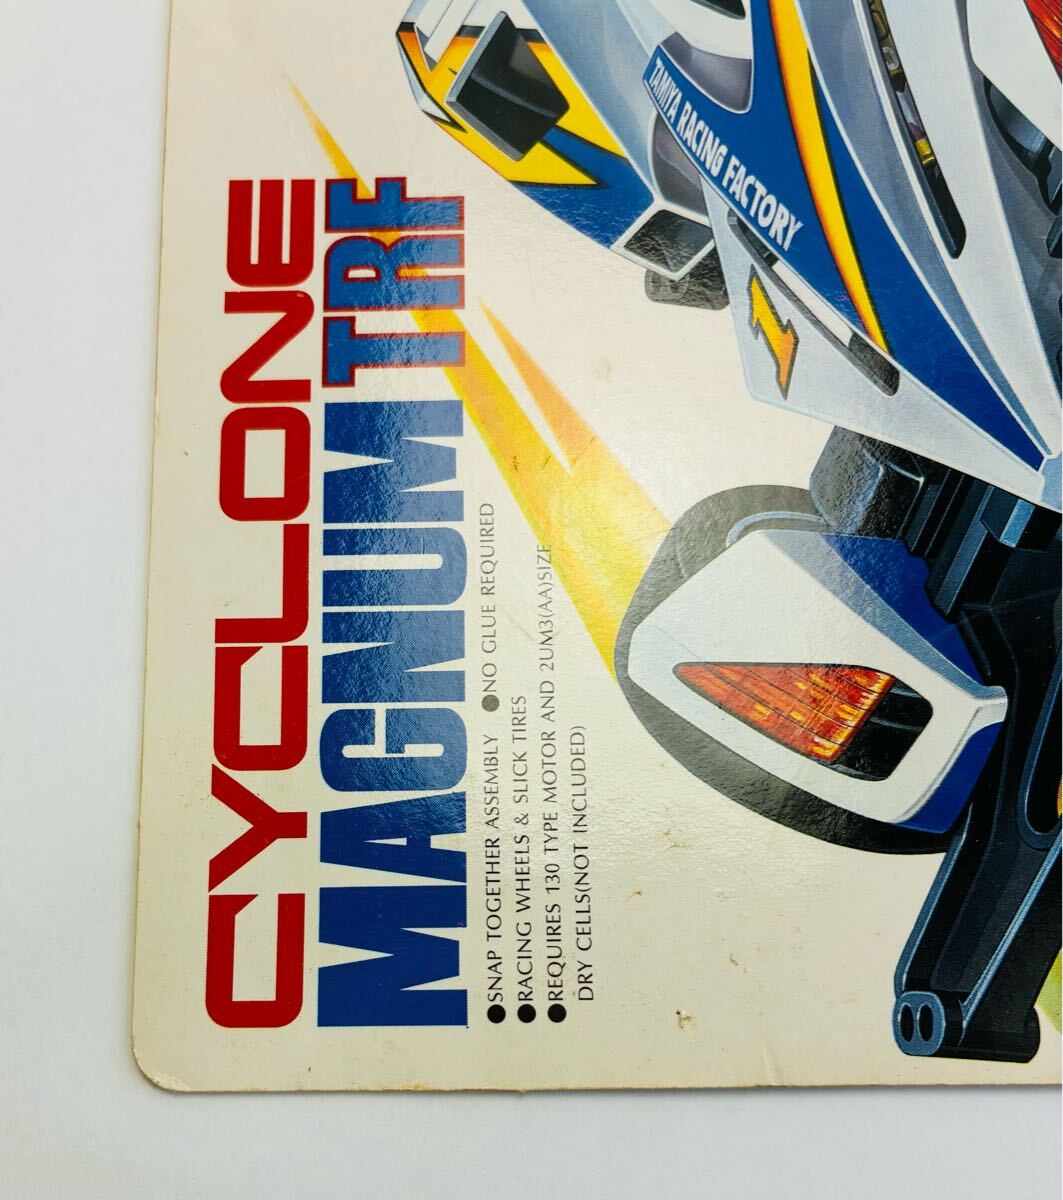 CYCLONE
MAGNUM TRF
●SNAP TOGETHER ASSEMBLY ●NO GLUE REQUIRED
●RACING WHEELS & SLICK TIRES
●REQUIRES 130 TYPE MOTOR AND 2UM3(AA)SIZE
DRY CELLS(NOT INCLUDED)
TAMIYA RACING FACTORY
1